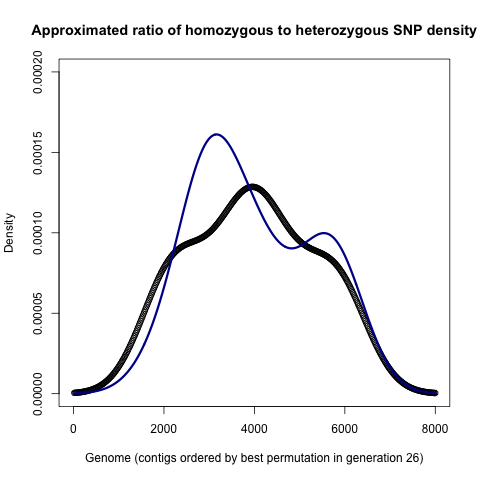 Approximated ratio of homozygous to heterozygous SNP density
Density
0.00020
0.00015
0.00010
0.00005
0.00000
0 2000 4000 6000 8000
Genome (contigs ordered by best permutation in generation 26)